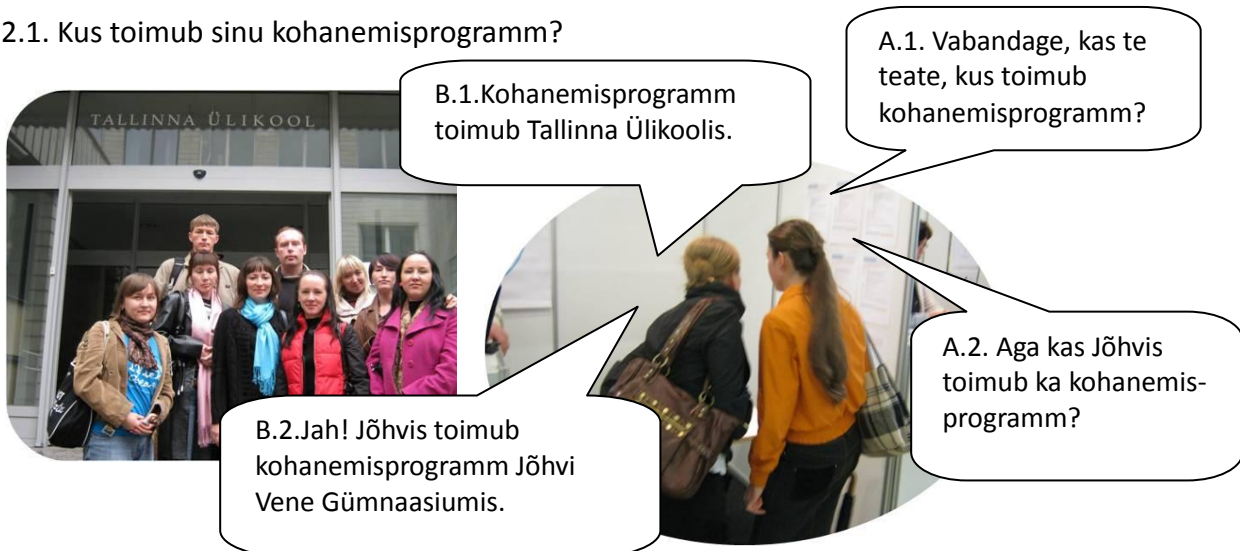 2.1. Kus toimub sinu kohanemisprogramm?
TALLINNA ÜLIKOOL
A.1. Vabandage, kas te
teate, kus toimub
kohanemisprogramm?
B.1.Kohanemisprogramm
toimub Tallinna Ülikoolis.
A.2. Aga kas Jõhvis
toimub ka kohanemis-
programm?
B.2.Jah! Jõhvis toimub
kohanemisprogramm Jõhvi
Vene Gümnaasiumis.